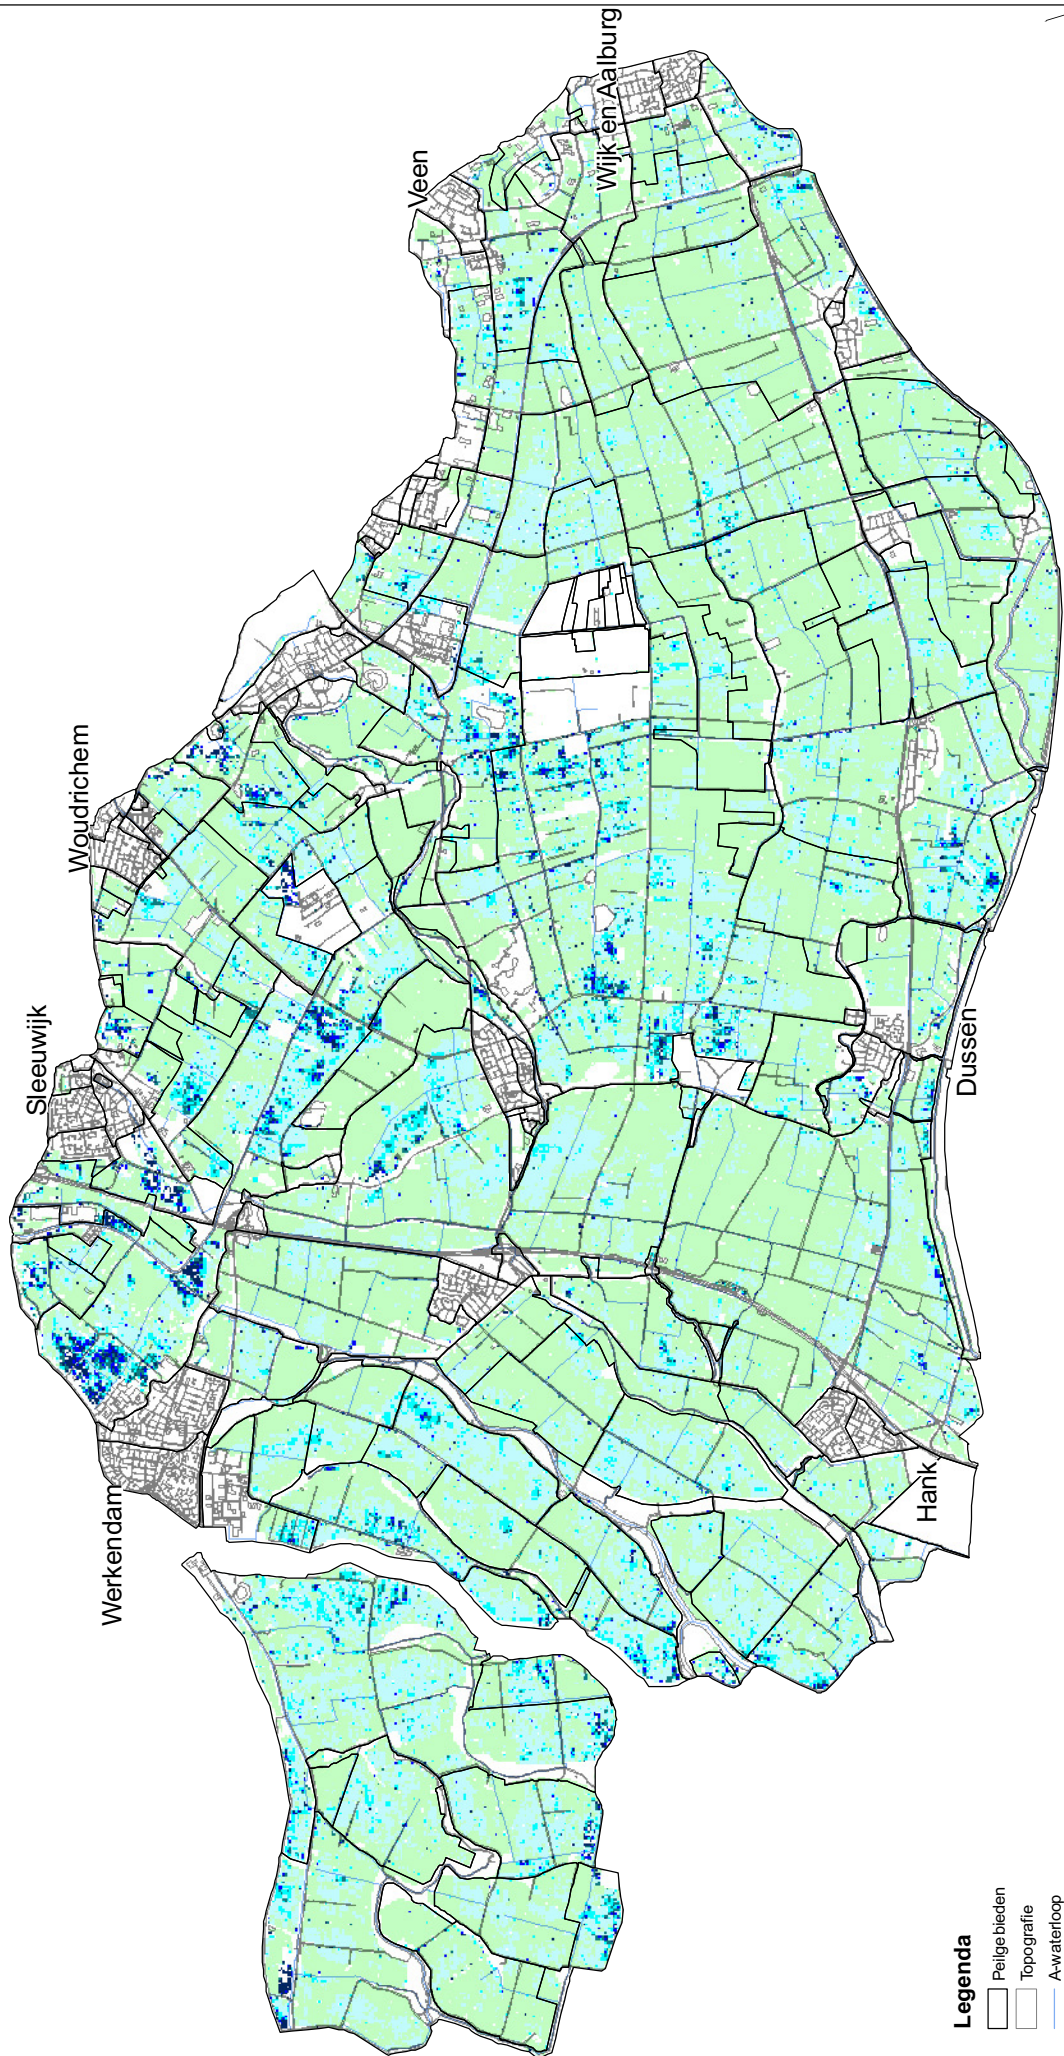 Wijk en Aalburg
Veen
Woudrichem
Sleeuwijk
Werkendam
Dussen
Hank
Legenda
Peilgebieden
Topografie
A-waterloop